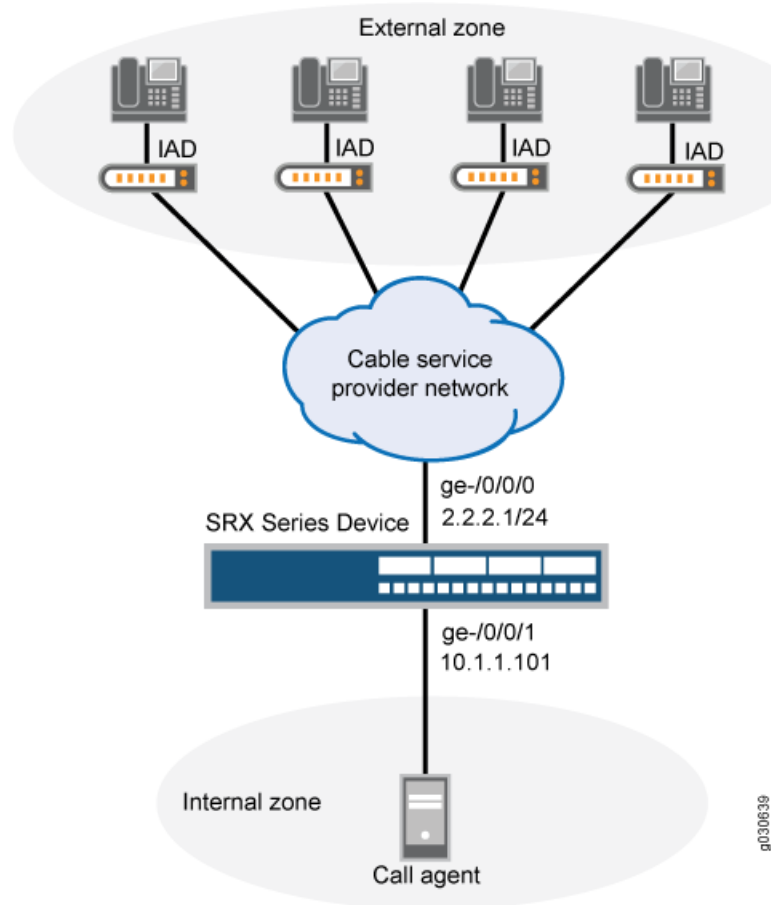 External zone
IAD
IAD
IAD
IAD
Cable service
provider network
ge-/0/0/0
2.2.2.1/24
SRX Series Device
ge-/0/0/1
10.1.1.101
Internal zone
Call agent
g030639